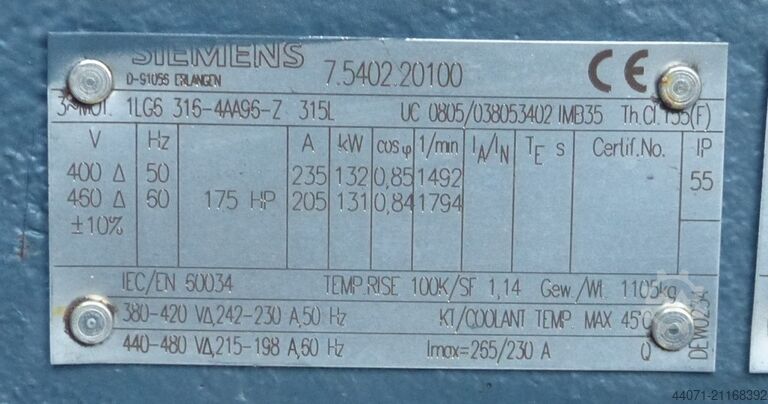 SIEMENS
D-91056 ERLANGEN 7.5402.20100 CE
3~MOT. 1LG6 316-4AA96-Z 315L UC 0805/038053402 IMB35 Th.Cl.155(F)
V Hz A kW cosφ 1/min IA/IN TE s Certif.No. IP
400 Δ 50 235 132 0,85 1492 55
460 Δ 60 175 HP 205 131 0,84 1794
±10%
IEC/EN 60034 TEMP.RISE 100K/SF 1,14 Gew./Wt. 1105kg
380-420 VΔ,242-230 A,50 Hz KT/COOLANT TEMP. MAX 45°C
440-480 VΔ,215-198 A,60 Hz Imax=265/230 A Q
DEW0234
44071-21168392